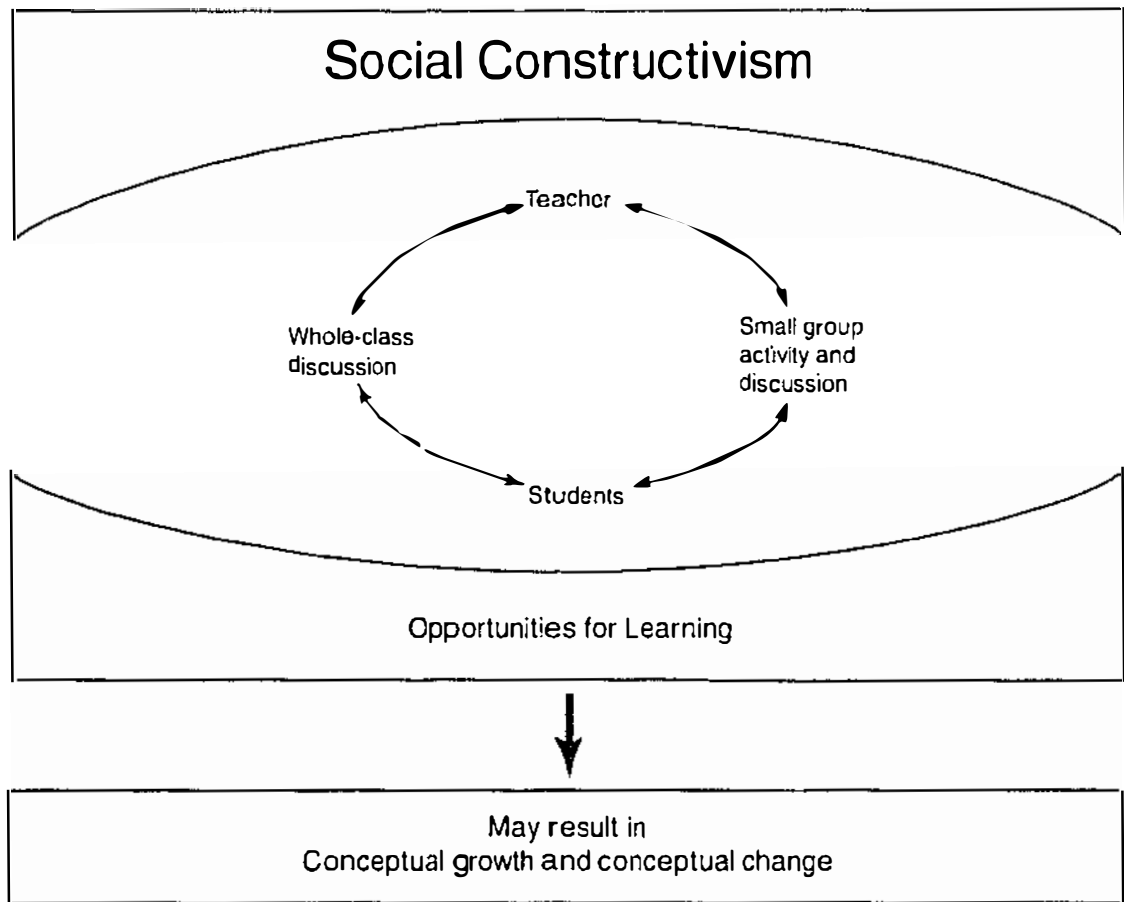 Social Constructivism
Teacher
Whole-class
discussion
Small group
activity and
discussion
Students
Opportunities for Learning
May result in
Conceptual growth and conceptual change